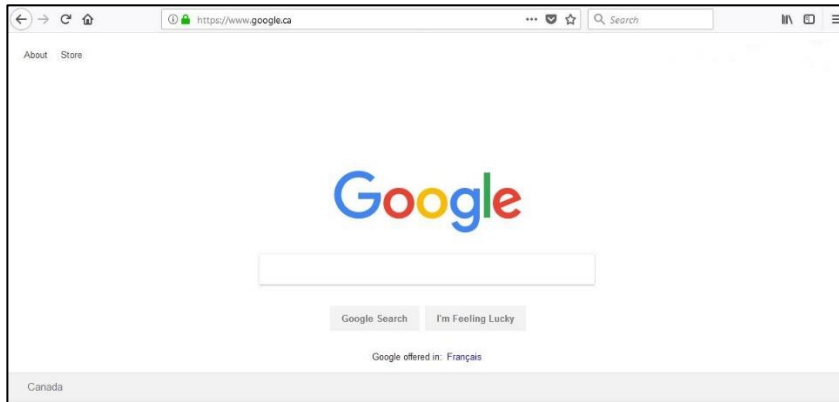 https://www.google.ca
Search
About Store
Google
Google Search I'm Feeling Lucky
Google offered in: Français
Canada